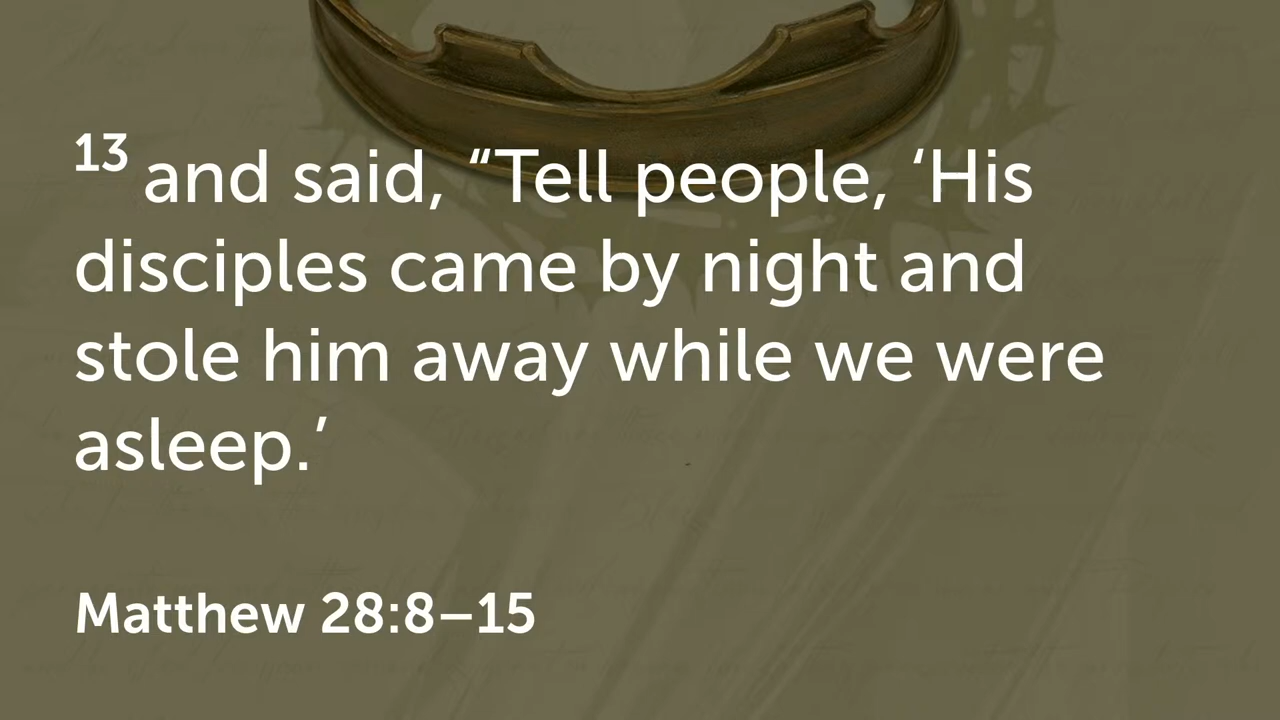 13 and said, “Tell people, ‘His
disciples came by night and
stole him away while we were
asleep.’
Matthew 28:8–15